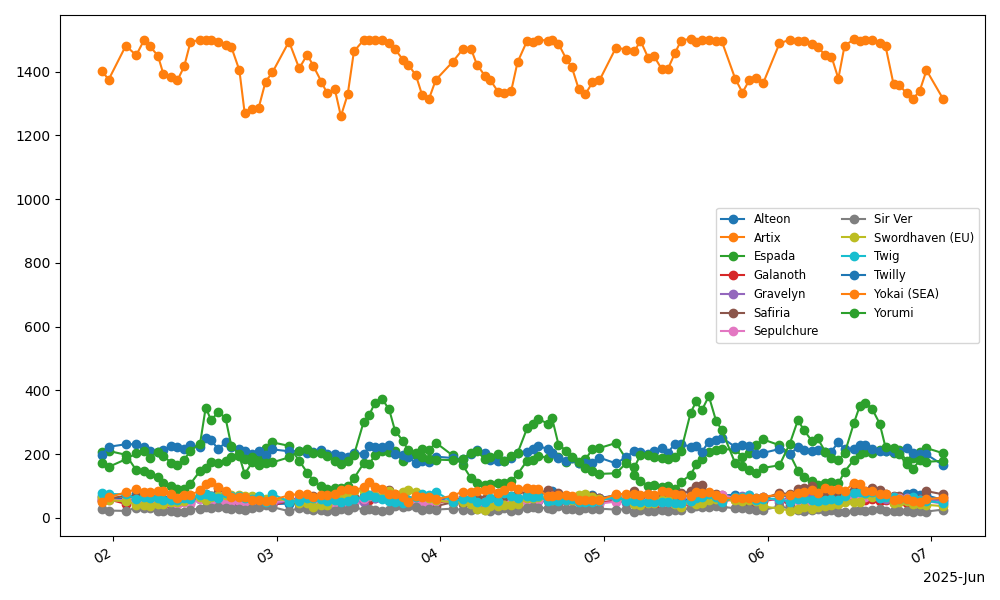 1400
1200
1000
800
600
400
200
0
Alteon
Artix
Espada
Galanoth
Gravelyn
Safiria
Sepulchure
Sir Ver
Swordhaven (EU)
Twig
Twilly
Yokai (SEA)
Yorumi
02
03
04
05
06
07
2025-Jun